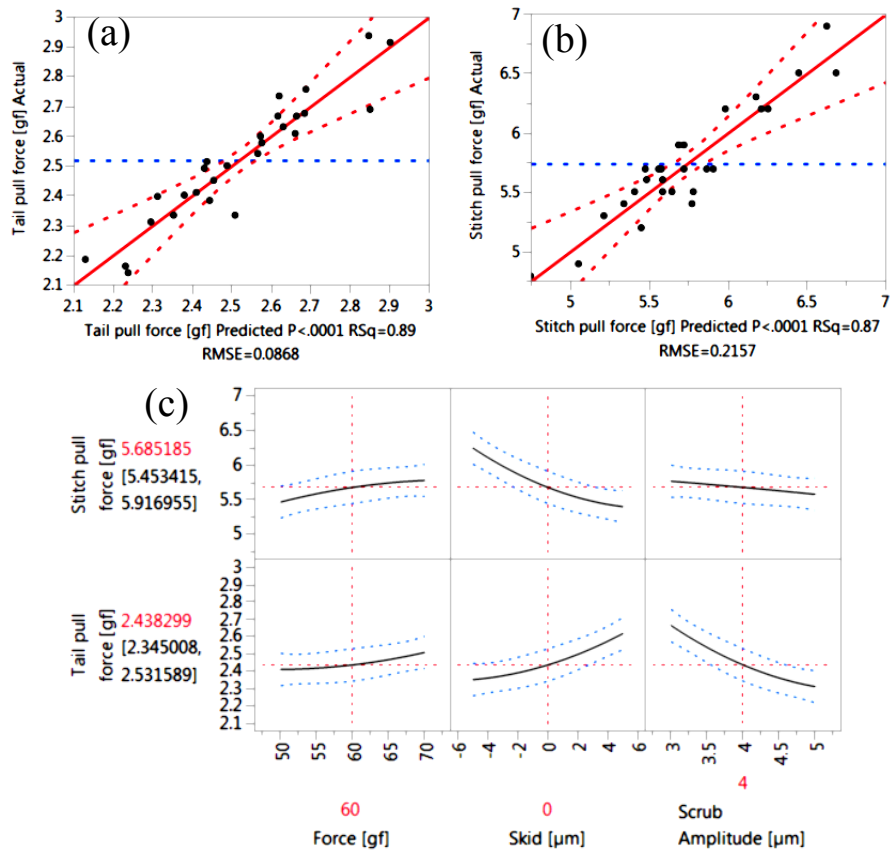 (a)
Tail pull force [gf] Actual
3
2.9
2.8
2.7
2.6
2.5
2.4
2.3
2.2
2.1
2.1 2.2 2.3 2.4 2.5 2.6 2.7 2.8 2.9 3
Tail pull force [gf] Predicted P<.0001 RSq=0.89
RMSE=0.0868
(b)
Stitch pull force [gf] Actual
7
6.5
6
5.5
5
5 5.5 6 6.5 7
Stitch pull force [gf] Predicted P<.0001 RSq=0.87
RMSE=0.2157
(c)
Stitch pull
force [gf]
5.685185
[5.453415,
5.916955]
7
6.5
6
5.5
5
Tail pull
force [gf]
2.438299
[2.345008,
2.531589]
3
2.9
2.8
2.7
2.6
2.5
2.4
2.3
2.2
2.1
50 55 60 65 70
-6 -4 -2 0 2 4 6
3 3.5 4 4.5 5
60
Force [gf]
0
Skid [µm]
4
Scrub
Amplitude [µm]